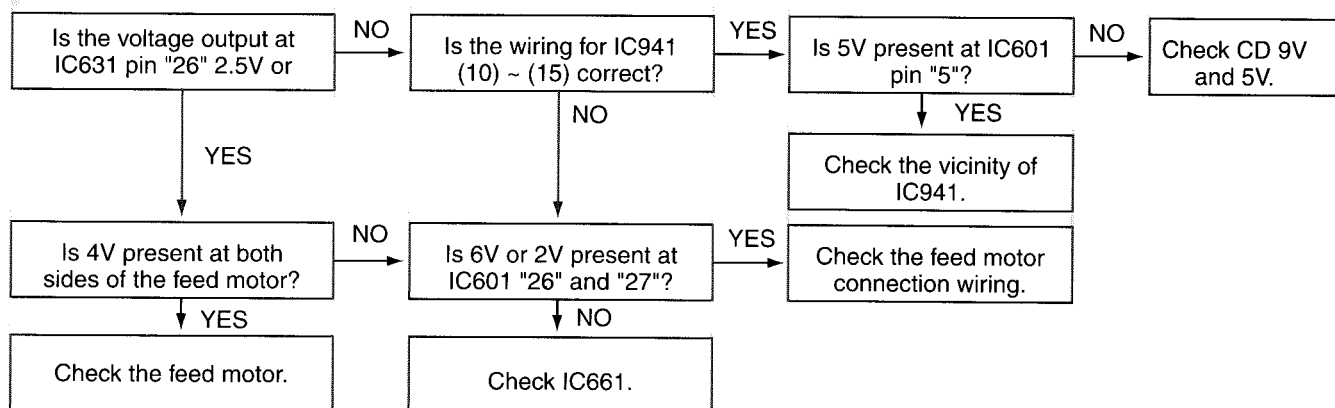 Is the voltage output at
IC631 pin "26" 2.5V or
NO
Is the wiring for IC941
(10) ~ (15) correct?
YES
Is 5V present at IC601
pin "5"?
NO
Check CD 9V
and 5V.
YES
NO
YES
Check the vicinity of
IC941.
Is 4V present at both
sides of the feed motor?
NO
Is 6V or 2V present at
IC601 "26" and "27"?
YES
Check the feed motor
connection wiring.
YES
NO
Check the feed motor.
Check IC661.